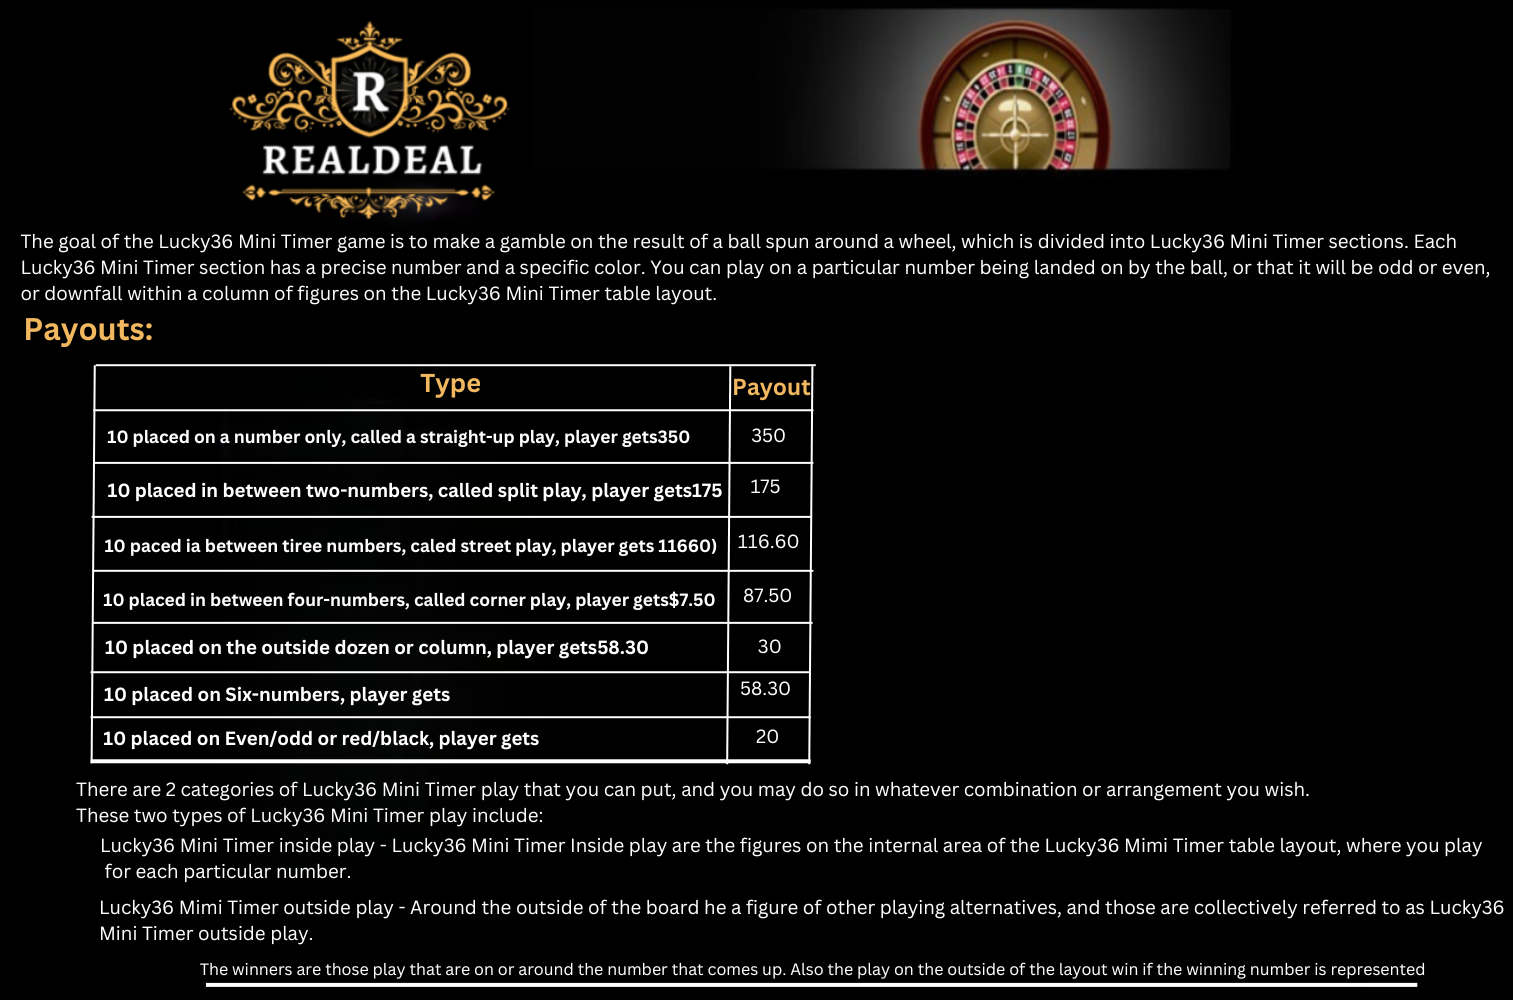 R
REALDEAL
The goal of the Lucky36 Mini Timer game is to make a gamble on the result of a ball spun around a wheel, which is divided into Lucky36 Mini Timer sections. Each
Lucky36 Mini Timer section has a precise number and a specific color. You can play on a particular number being landed on by the ball, or that it will be odd or even,
or downfall within a column of figures on the Lucky36 Mini Timer table layout.
Payouts:
Type Payout
10 placed on a number only, called a straight-up play, player gets350 350
10 placed in between two-numbers, called split play, player gets175 175
10 paced ia between tiree numbers, caled street play, player gets 11660) 116.60
10 placed in between four-numbers, called corner play, player gets$7.50 87.50
10 placed on the outside dozen or column, player gets58.30 30
10 placed on Six-numbers, player gets 58.30
10 placed on Even/odd or red/black, player gets 20
There are 2 categories of Lucky36 Mini Timer play that you can put, and you may do so in whatever combination or arrangement you wish.
These two types of Lucky36 Mini Timer play include:
Lucky36 Mini Timer inside play - Lucky36 Mini Timer Inside play are the figures on the internal area of the Lucky36 Mimi Timer table layout, where you play
for each particular number.
Lucky36 Mimi Timer outside play - Around the outside of the board he a figure of other playing alternatives, and those are collectively referred to as Lucky36
Mini Timer outside play.
The winners are those play that are on or around the number that comes up. Also the play on the outside of the layout win if the winning number is represented